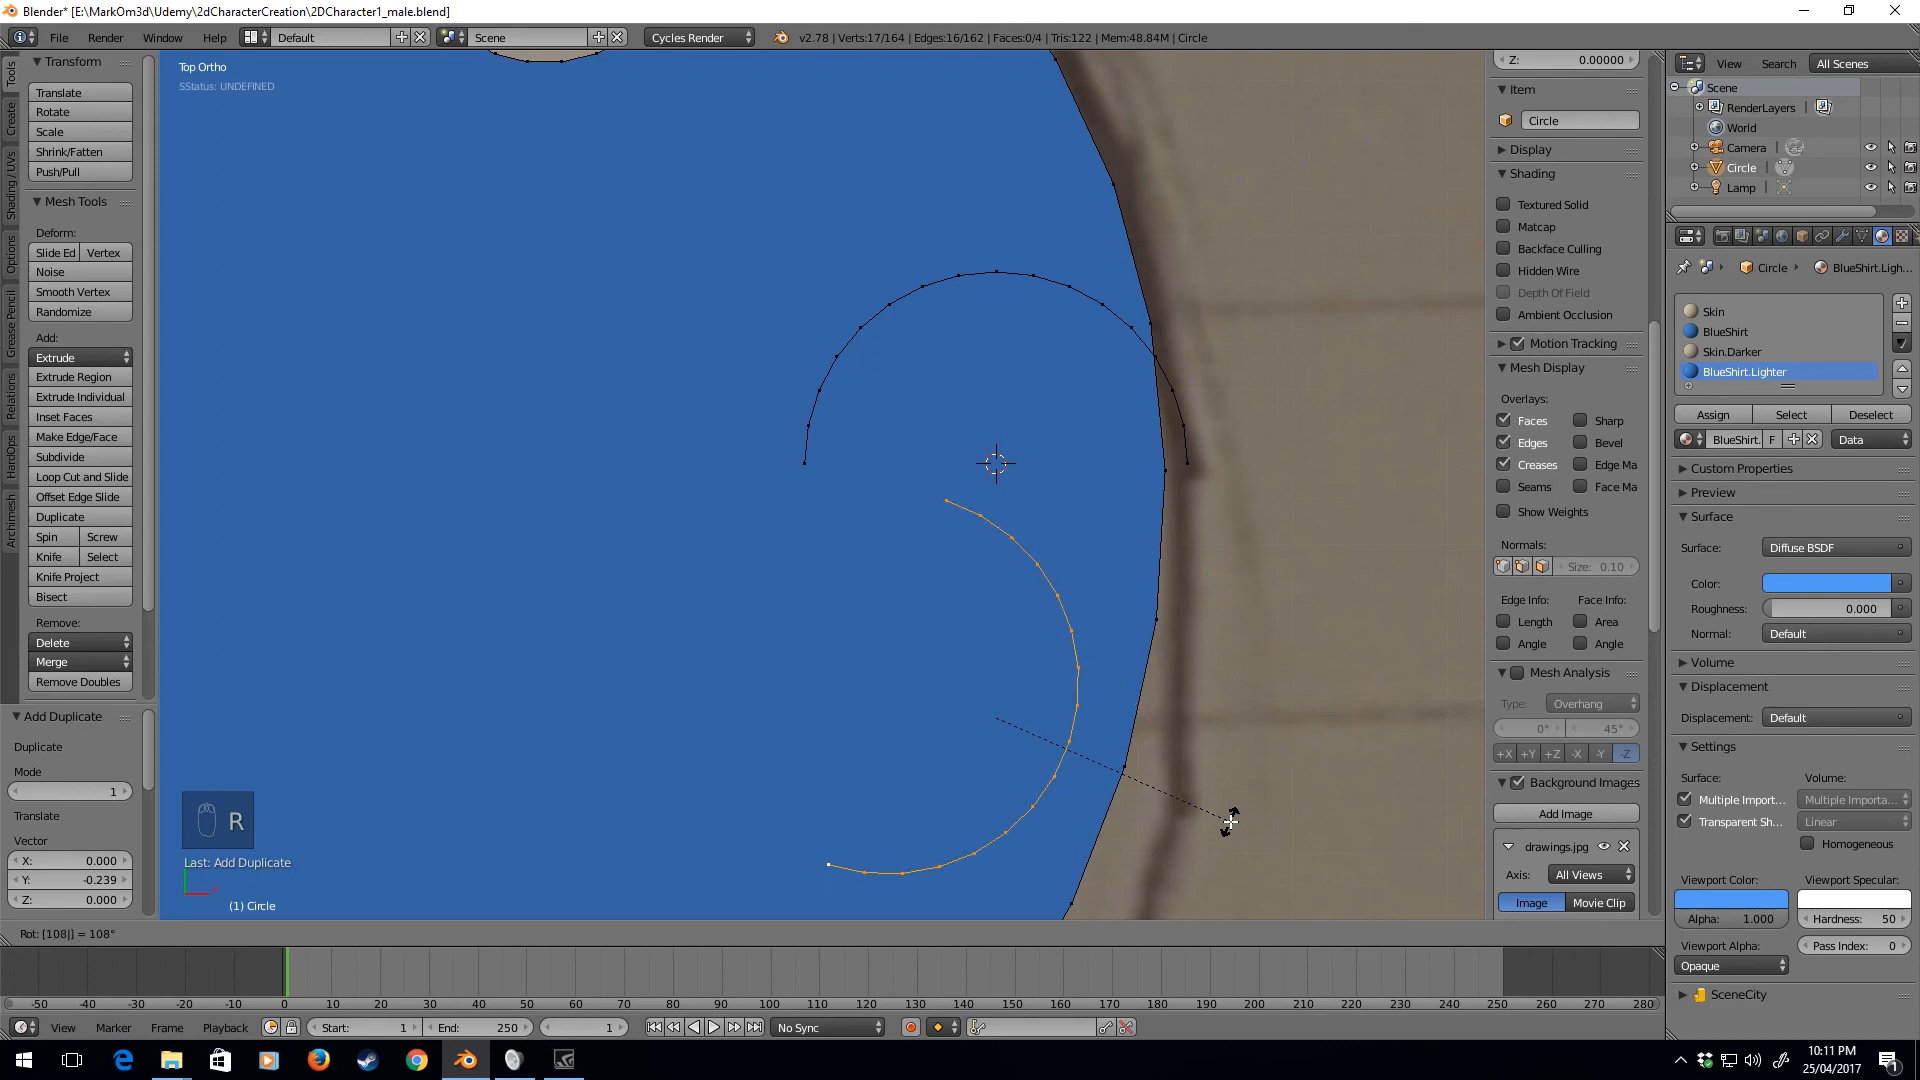 Blender* [E:\MarkOm3d\Udemy\2dCharacterCreation\2DCharacter1_male.blend]
File Render Window Help Default Scene Cycles Render v2.78 | Verts:17/164 | Edges:16/162 | Faces:0/4 | Tris:122 | Mem:48.84M | Circle
Tools
Create
Shading / UVs
Options
Grease Pencil
Relations
HardOps
Archimesh
Transform
Translate
Rotate
Scale
Shrink/Fatten
Push/Pull
Mesh Tools
Deform:
Slide Ed Vertex
Noise
Smooth Vertex
Randomize
Add:
Extrude
Extrude Region
Extrude Individual
Inset Faces
Make Edge/Face
Subdivide
Loop Cut and Slide
Offset Edge Slide
Duplicate
Spin Screw
Knife Select
Knife Project
Bisect
Remove:
Delete
Merge
Remove Doubles
Add Duplicate
Duplicate
Mode
1
Translate
Vector
X: 0.000
Y: -0.239
Z: 0.000
Top Ortho
SStatus: UNDEFINED
R
Last: Add Duplicate
(1) Circle
Rot: [108|] = 108°
Z: 0.00000
Item
Circle
Display
Shading
Textured Solid
Matcap
Backface Culling
Hidden Wire
Depth Of Field
Ambient Occlusion
Motion Tracking
Mesh Display
Overlays:
Faces Sharp
Edges Bevel
Creases Edge Ma
Seams Face Ma
Show Weights
Normals:
Size: 0.10
Edge Info: Face Info:
Length Area
Angle Angle
Mesh Analysis
Type: Overhang
0° 45°
+X +Y +Z -X -Y -Z
Background Images
Add Image
drawings.jpg
Axis: All Views
Image Movie Clip
View Search All Scenes
Scene
RenderLayers
World
Camera
Circle
Lamp
Circle BlueShirt.Ligh...
Skin
BlueShirt
Skin.Darker
BlueShirt.Lighter
Assign Select Deselect
BlueShirt. F Data
Custom Properties
Preview
Surface
Surface: Diffuse BSDF
Color:
Roughness: 0.000
Normal: Default
Volume
Displacement
Displacement: Default
Settings
Surface: Volume:
Multiple Import... Multiple Importa...
Transparent Sh... Linear
Homogeneous
Viewport Color: Viewport Specular:
Alpha: 1.000 Hardness: 50
Viewport Alpha: Pass Index: 0
Opaque
SceneCity
-50 -40 -30 -20 -10 0 10 20 30 40 50 60 70 80 90 100 110 120 130 140 150 160 170 180 190 200 210 220 230 240 250 260 270 280
View Marker Frame Playback Start: 1 End: 250 1 No Sync
10:11 PM
25/04/2017
1